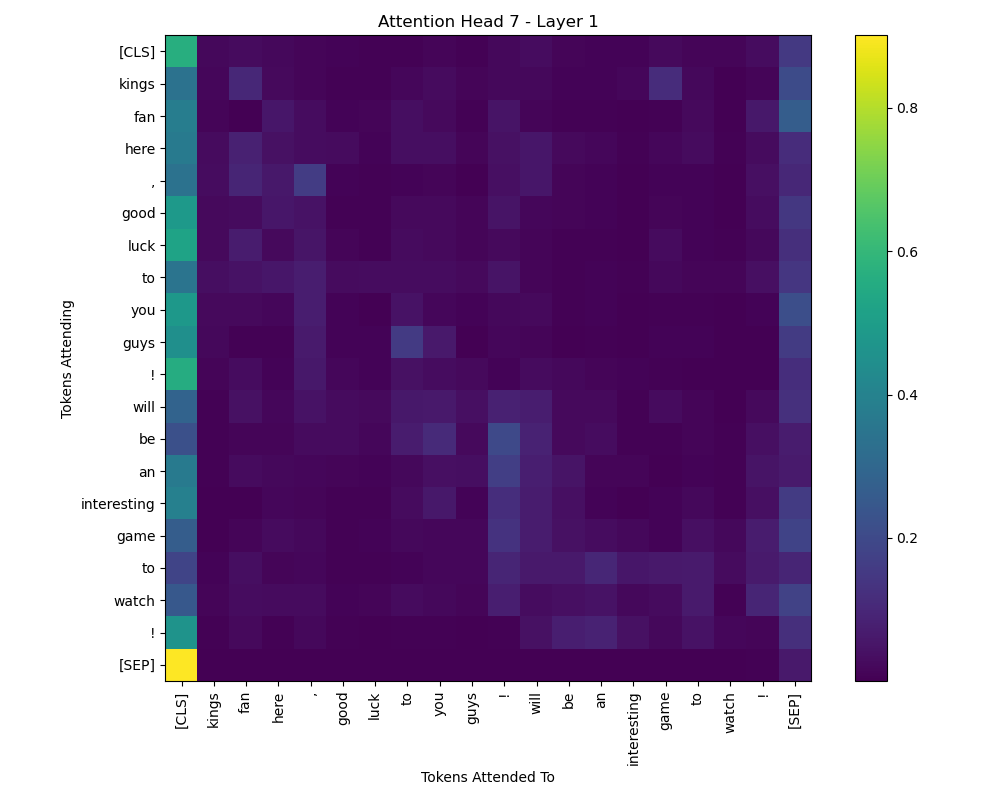 Attention Head 7 - Layer 1
[CLS]
kings
fan
here
,
good
luck
to
you
guys
!
will
be
an
interesting
game
to
watch
!
[SEP]
Tokens Attending
[CLS] kings fan here , good luck to you guys ! will be an interesting game to watch ! [SEP]
Tokens Attended To
0.8
0.6
0.4
0.2